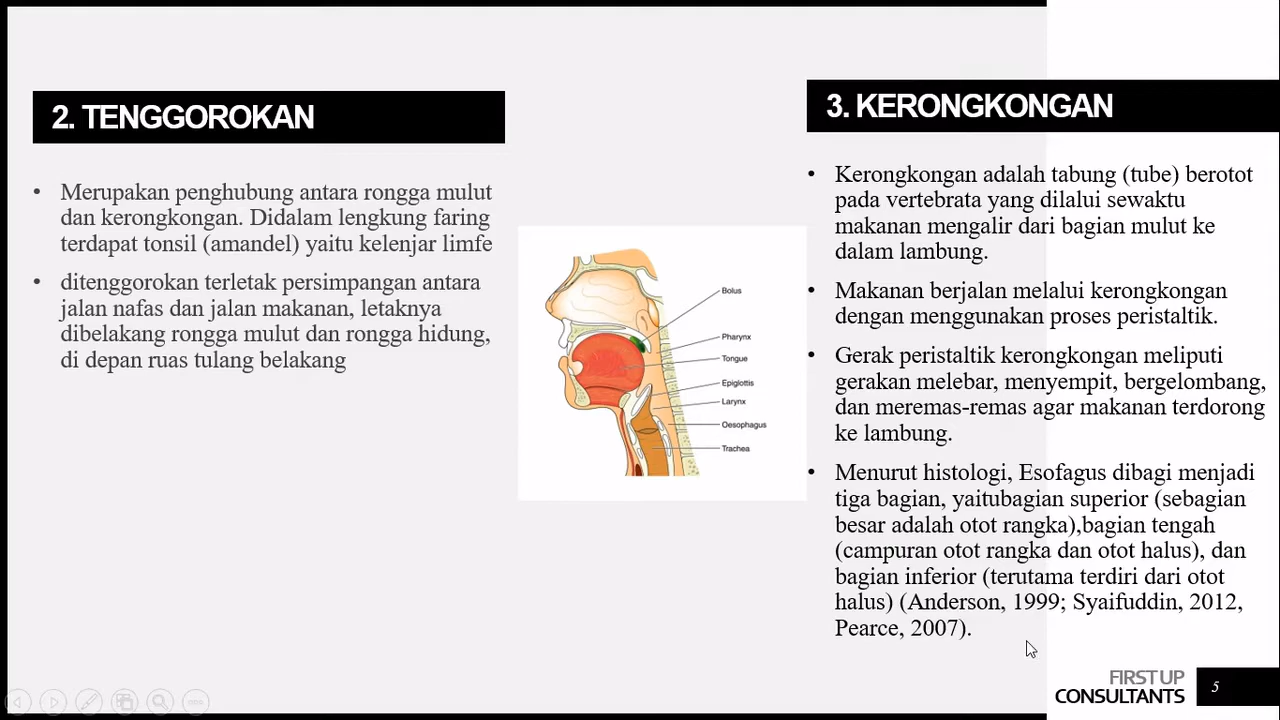 2. TENGGOROKAN
• Merupakan penghubung antara rongga mulut
dan kerongkongan. Didalam lengkung faring
terdapat tonsil (amandel) yaitu kelenjar limfe
• ditenggorokan terletak persimpangan antara
jalan nafas dan jalan makanan, letaknya
dibelakang rongga mulut dan rongga hidung,
di depan ruas tulang belakang
Bolus
Pharynx
Tongue
Epiglottis
Larynx
Oesophagus
Trachea
3. KERONGKONGAN
• Kerongkongan adalah tabung (tube) berotot
pada vertebrata yang dilalui sewaktu
makanan mengalir dari bagian mulut ke
dalam lambung.
• Makanan berjalan melalui kerongkongan
dengan menggunakan proses peristaltik.
• Gerak peristaltik kerongkongan meliputi
gerakan melebar, menyempit, bergelombang,
dan meremas-remas agar makanan terdorong
ke lambung.
• Menurut histologi, Esofagus dibagi menjadi
tiga bagian, yaitubagian superior (sebagian
besar adalah otot rangka),bagian tengah
(campuran otot rangka dan otot halus), dan
bagian inferior (terutama terdiri dari otot
halus) (Anderson, 1999; Syaifuddin, 2012,
Pearce, 2007).
FIRST UP
CONSULTANTS
5